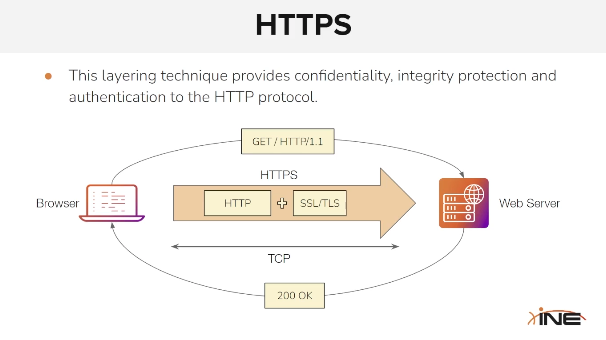 HTTPS
This layering technique provides confidentiality, integrity protection and
authentication to the HTTP protocol.
GET / HTTP/1.1
HTTPS
Browser
HTTP
SSL/TLS
Web Server
TCP
200 OK
INE